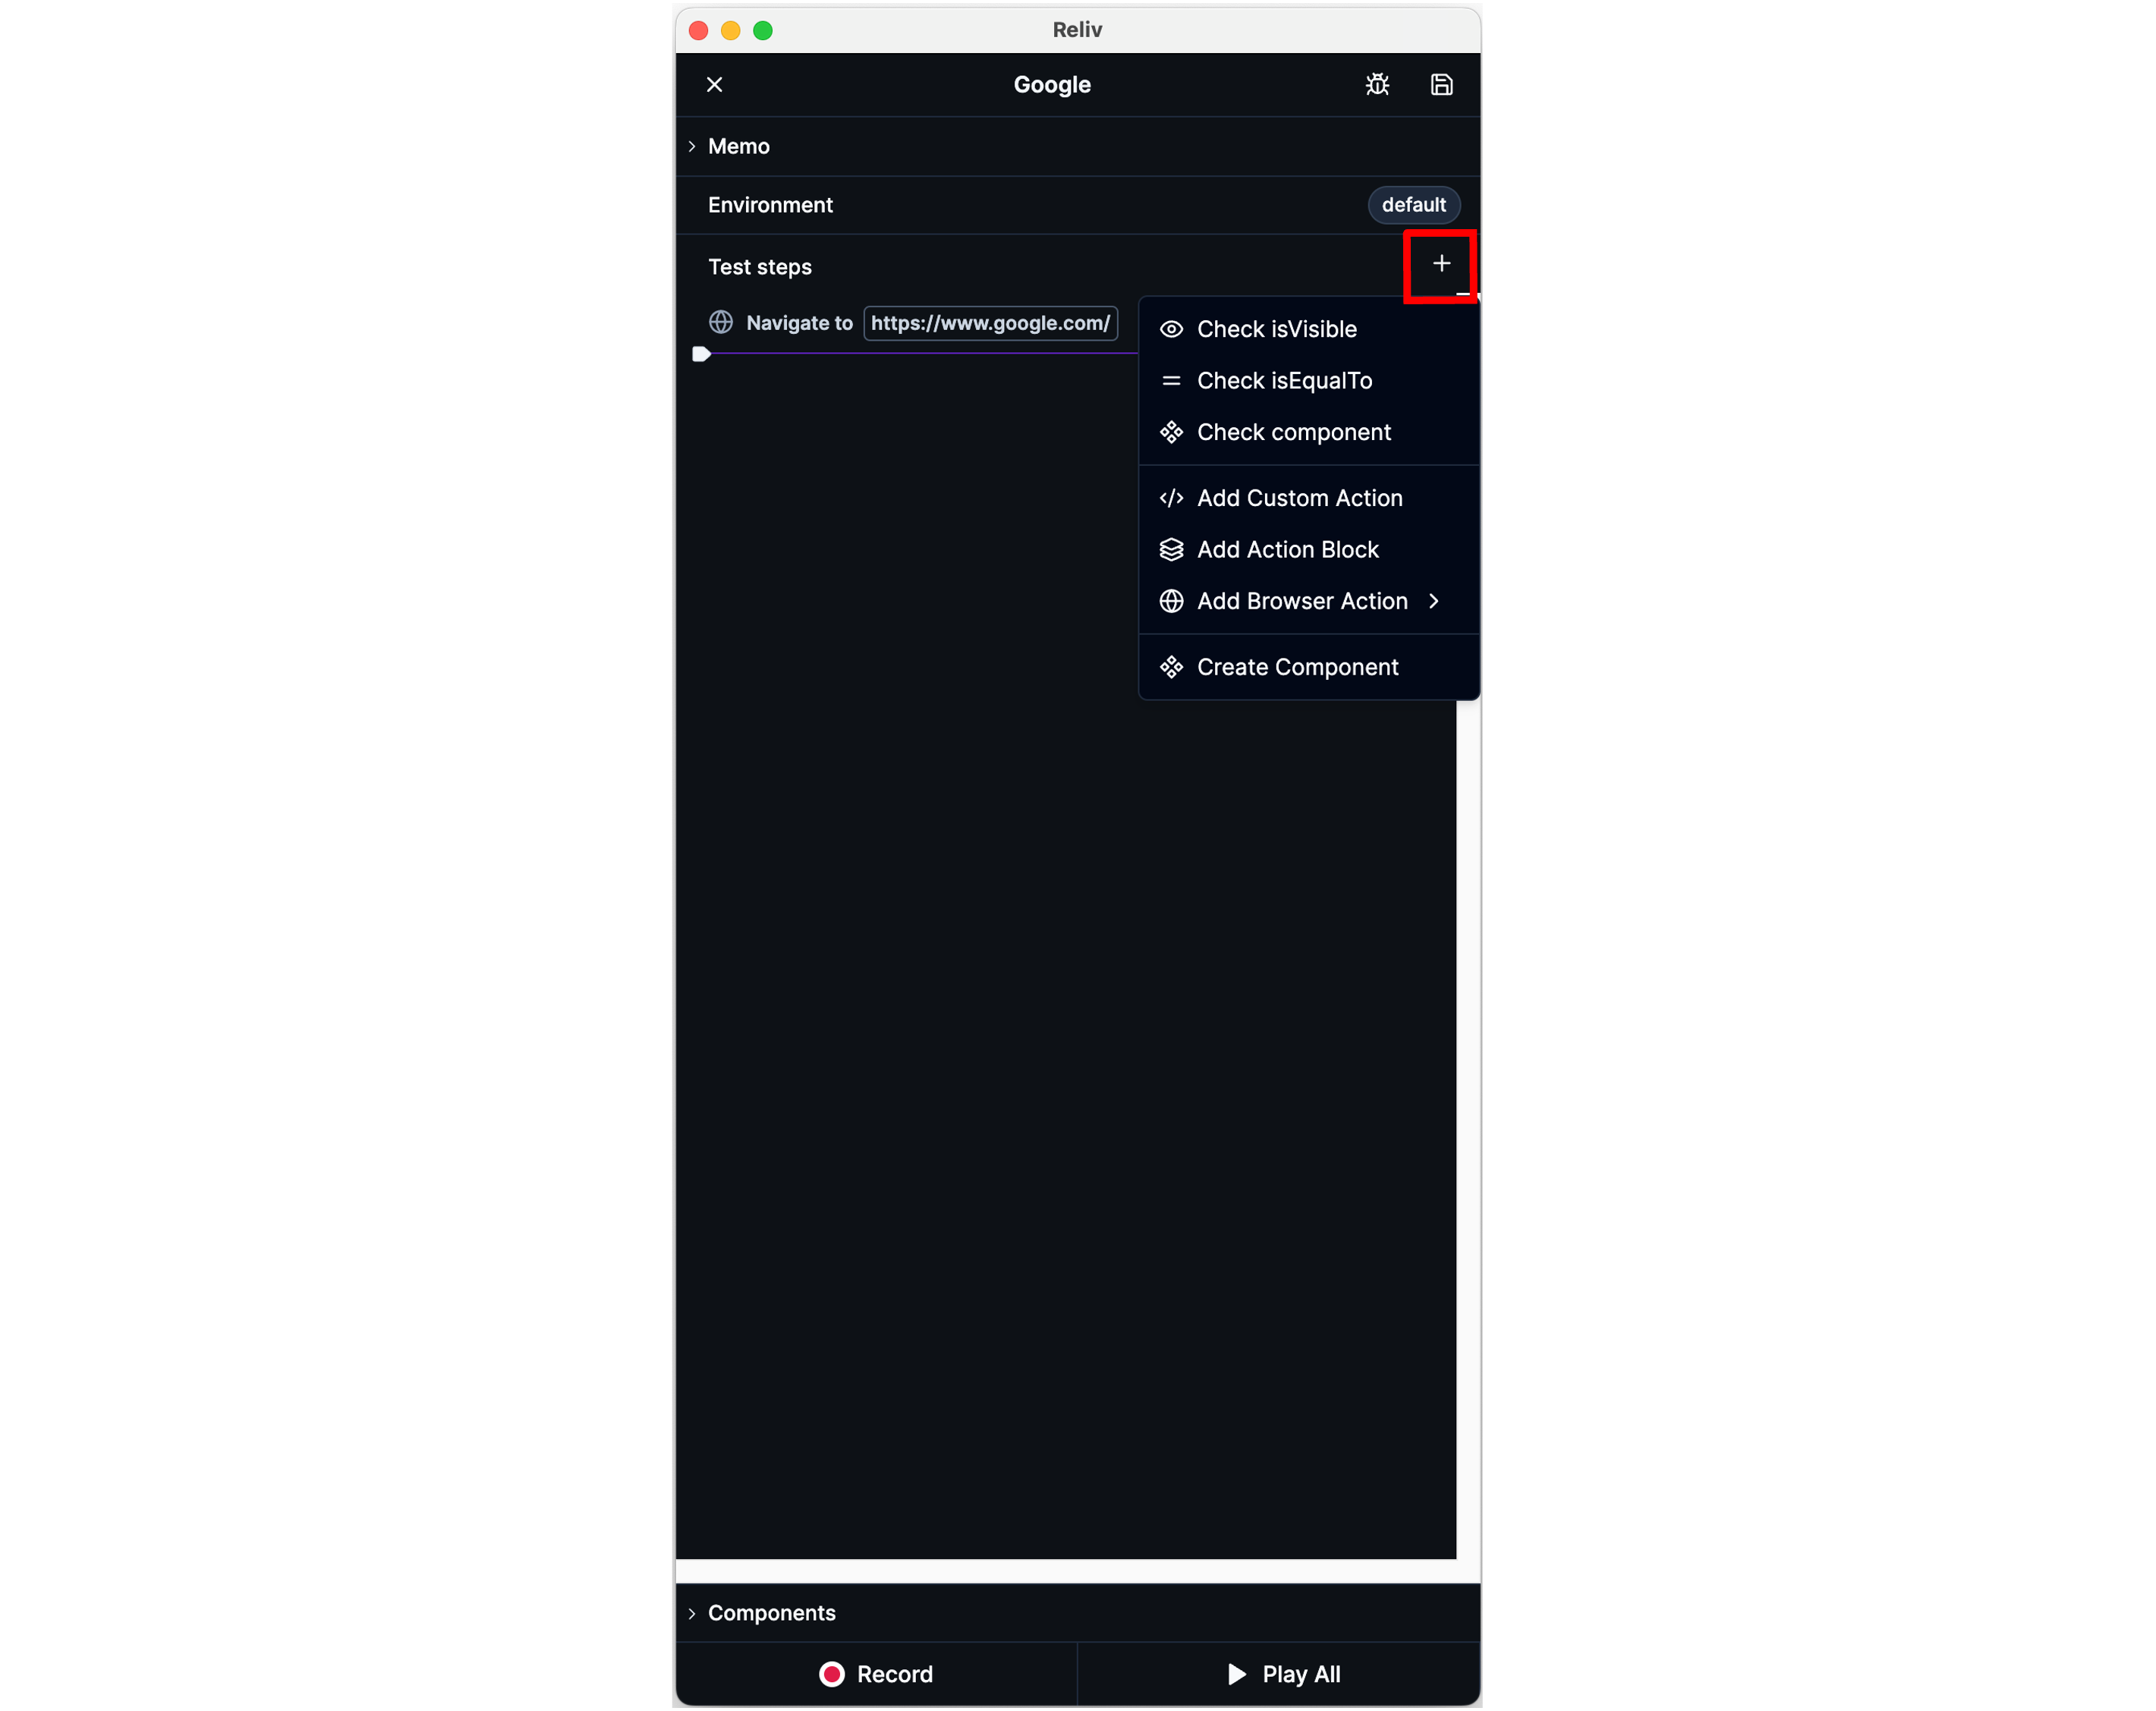 Reliv
Google
Memo
Environment
default
Test steps
Navigate to https://www.google.com/
Check isVisible
Check isEqualTo
Check component
Add Custom Action
Add Action Block
Add Browser Action
Create Component
Components
Record
Play All